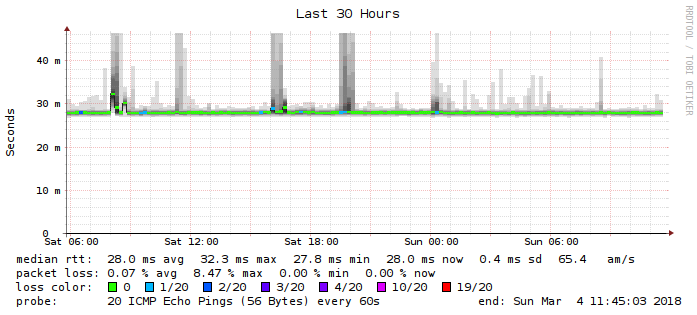 Last 30 Hours
RRDTOOL / TOBI OETIKER
Seconds
40 m
30 m
20 m
10 m
0
Sat 06:00 Sat 12:00 Sat 18:00 Sun 00:00 Sun 06:00
median rtt: 28.0 ms avg 32.3 ms max 27.8 ms min 28.0 ms now 0.4 ms sd 65.4 am/s
packet loss: 0.07 % avg 8.47 % max 0.00 % min 0.00 % now
loss color: 0 1/20 2/20 3/20 4/20 10/20 19/20
probe: 20 ICMP Echo Pings (56 Bytes) every 60s end: Sun Mar 4 11:45:03 2018